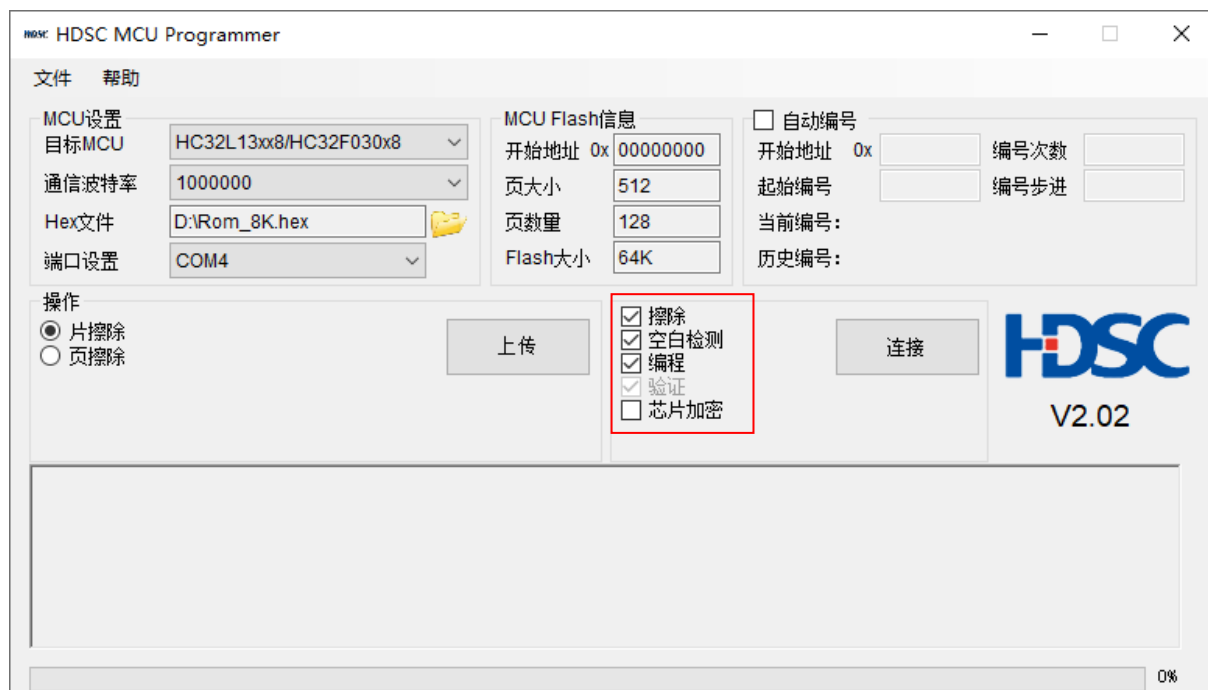 HDSC HDSC MCU Programmer
文件 帮助
MCU设置
目标MCU HC32L13xx8/HC32F030x8
通信波特率 1000000
Hex文件 D:\Rom_8K.hex
端口设置 COM4
MCU Flash信息
开始地址 0x 00000000
页大小 512
页数量 128
Flash大小 64K
自动编号
开始地址 0x 编号次数
起始编号 编号步进
当前编号:
历史编号:
操作
片擦除
页擦除
上传
擦除
空白检测
编程
验证
芯片加密
连接
HDSC
V2.02
0%